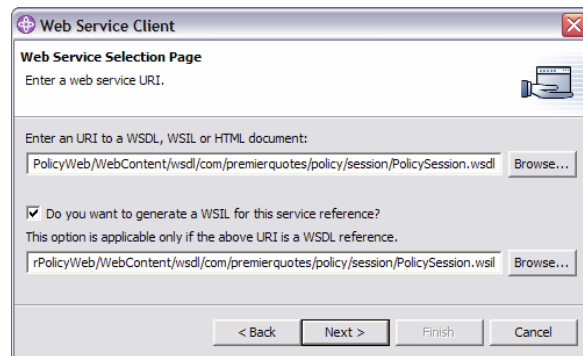 Web Service Client
Web Service Selection Page
Enter a web service URI.
Enter an URI to a WSDL, WSIL or HTML document:
PolicyWeb/WebContent/wsdl/com/premierquotes/policy/session/PolicySession.wsdl Browse...
Do you want to generate a WSIL for this service reference?
This option is applicable only if the above URI is a WSDL reference.
rPolicyWeb/WebContent/wsdl/com/premierquotes/policy/session/PolicySession.wsil Browse...
< Back Next > Finish Cancel